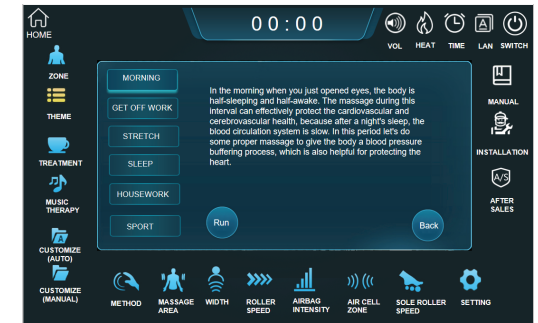 00:00
HOME
VOL
HEAT
TIME
A
LAN
SWITCH
ZONE
THEME
TREATMENT
MUSIC
THERAPY
A
CUSTOMIZE
(AUTO)
CUSTOMIZE
(MANUAL)
MORNING
GET OFF WORK
STRETCH
SLEEP
HOUSEWORK
SPORT
In the morning when you just opened eyes, the body is
half-sleeping and half-awake. The massage during this
interval can effectively protect the cardiovascular and
cerebrovascular health, because after a night's sleep, the
blood circulation system is slow. In this period let's do
some proper massage to give the body a blood pressure
buffering process, which is also helpful for protecting the
heart.
Run
Back
MANUAL
INSTALLATION
A/S
AFTER
SALES
METHOD
MASSAGE
AREA
WIDTH
ROLLER
SPEED
AIRBAG
INTENSITY
AIR CELL
ZONE
SOLE ROLLER
SPEED
SETTING